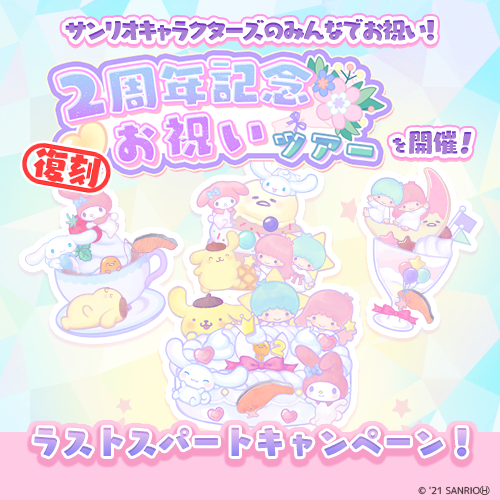 サンリオキャラクターズのみんなでお祝い!
2周年記念
お祝いツアーを開催!
復刻
2
ラストスパートキャンペーン!
© '21 SANRIO Ⓗ